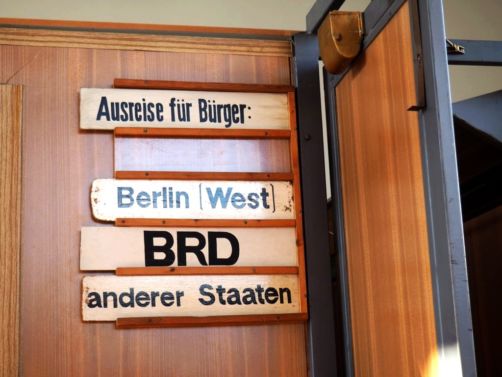 Ausreise für Bürger:
Berlin (West)
BRD
anderer Staaten